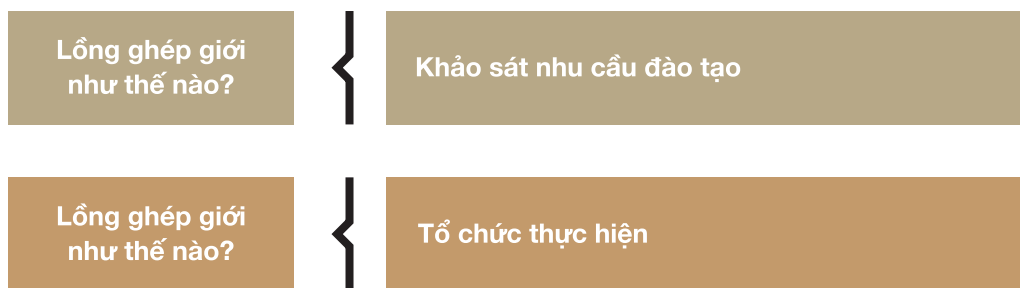 Lồng ghép giới
như thế nào?
Khảo sát nhu cầu đào tạo
Lồng ghép giới
như thế nào?
Tổ chức thực hiện